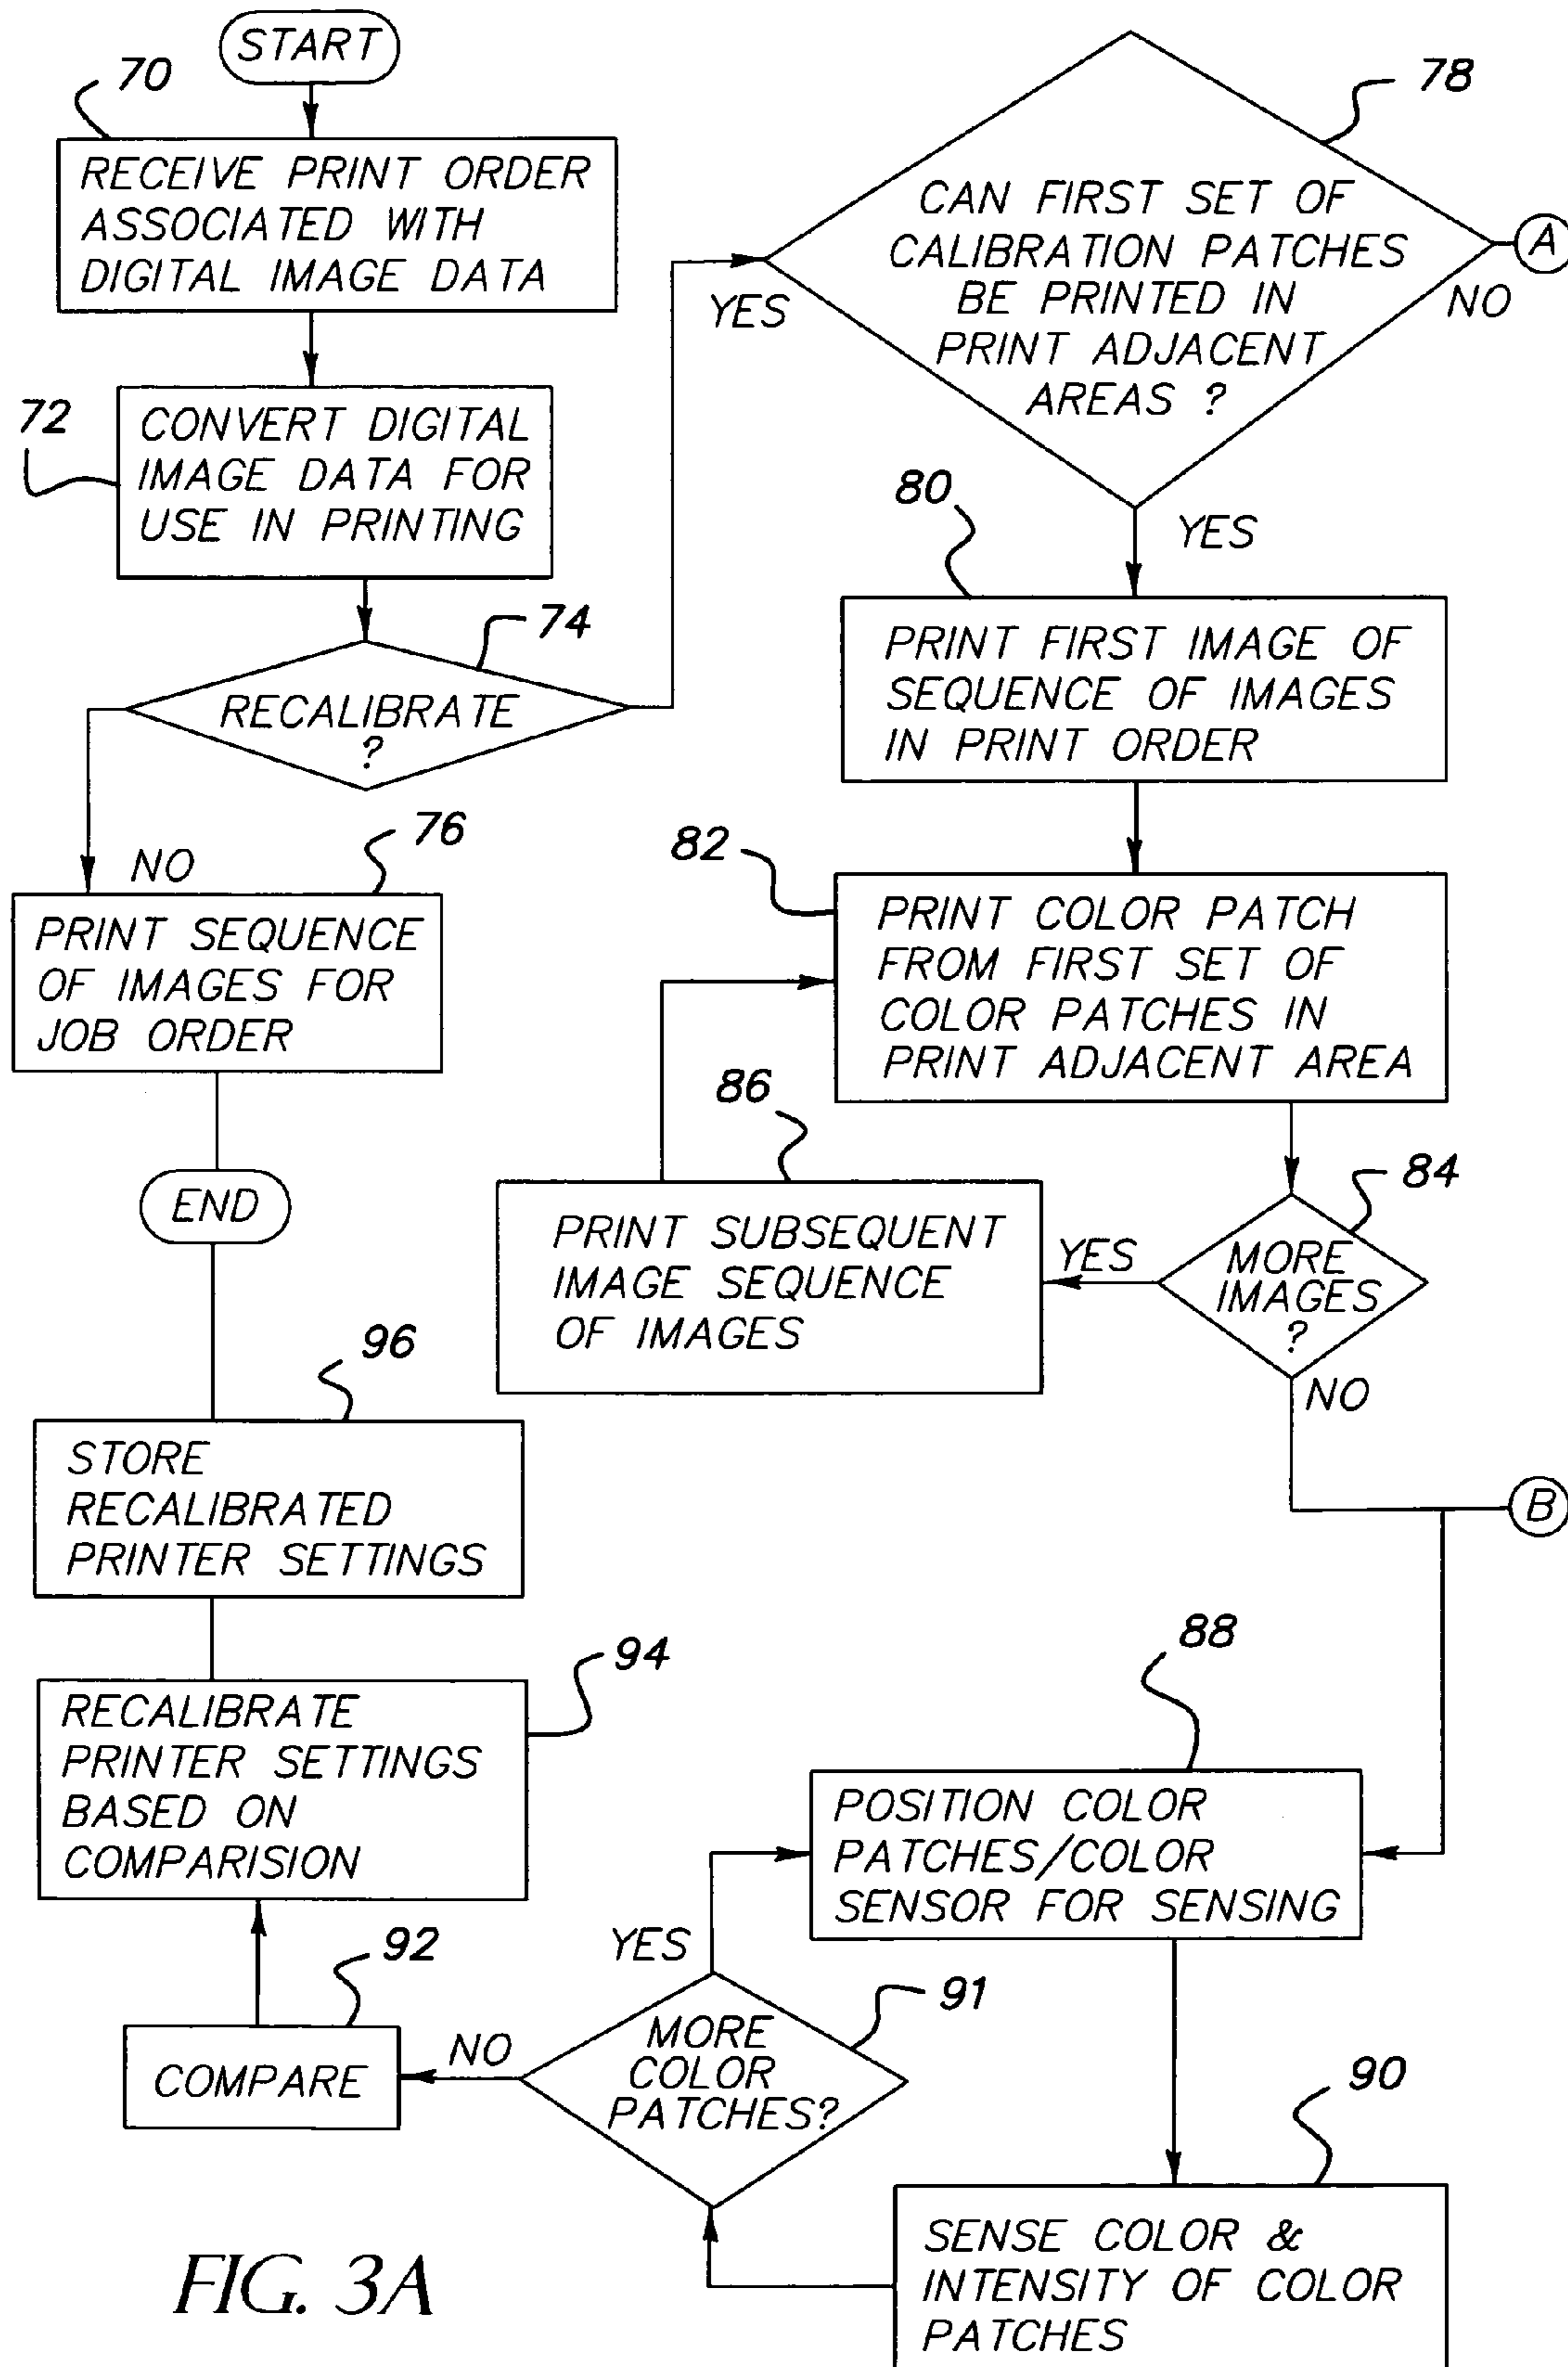 START
70
RECEIVE PRINT ORDER
ASSOCIATED WITH
DIGITAL IMAGE DATA
72
CONVERT DIGITAL
IMAGE DATA FOR
USE IN PRINTING
74
RECALIBRATE
?
YES
NO
76
PRINT SEQUENCE
OF IMAGES FOR
JOB ORDER
END
78
CAN FIRST SET OF
CALIBRATION PATCHES
BE PRINTED IN
PRINT ADJACENT
AREAS ?
A
NO
YES
80
PRINT FIRST IMAGE OF
SEQUENCE OF IMAGES
IN PRINT ORDER
82
PRINT COLOR PATCH
FROM FIRST SET OF
COLOR PATCHES IN
PRINT ADJACENT AREA
84
MORE
IMAGES
?
YES
86
PRINT SUBSEQUENT
IMAGE SEQUENCE
OF IMAGES
NO
B
88
POSITION COLOR
PATCHES/COLOR
SENSOR FOR SENSING
90
SENSE COLOR &
INTENSITY OF COLOR
PATCHES
91
MORE
COLOR
PATCHES?
YES
NO
92
COMPARE
94
RECALIBRATE
PRINTER SETTINGS
BASED ON
COMPARISION
96
STORE
RECALIBRATED
PRINTER SETTINGS
FIG. 3A